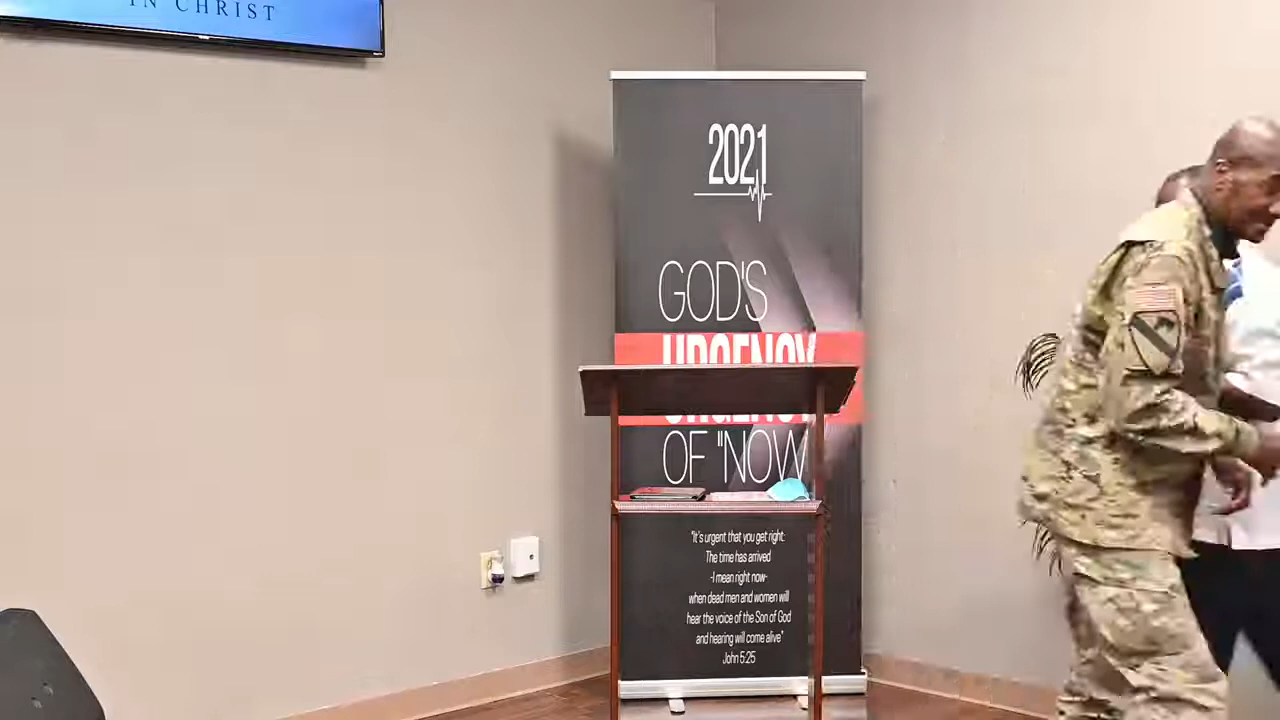 IN CHRIST
2021
GOD'S
URGENCY
OF "NOW
"It's urgent that you get right:
The time has arrived
-I mean right now-
when dead men and women will
hear the voice of the Son of God
and hearing will come alive"
John 5:25